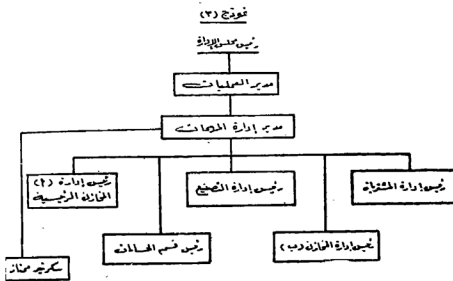 نموذج (٣)
رئيس مجلس الإدارة
مدير العمليات
مدير إدارة المهمات
رئيس إدارة المشتريات
رئيس إدارة التصنيع
رئيس إدارة (أ)
المخازن الرئيسية
رئيس إدارة المخازن (ب)
رئيس قسم الحسابات
سكرتير ممتاز